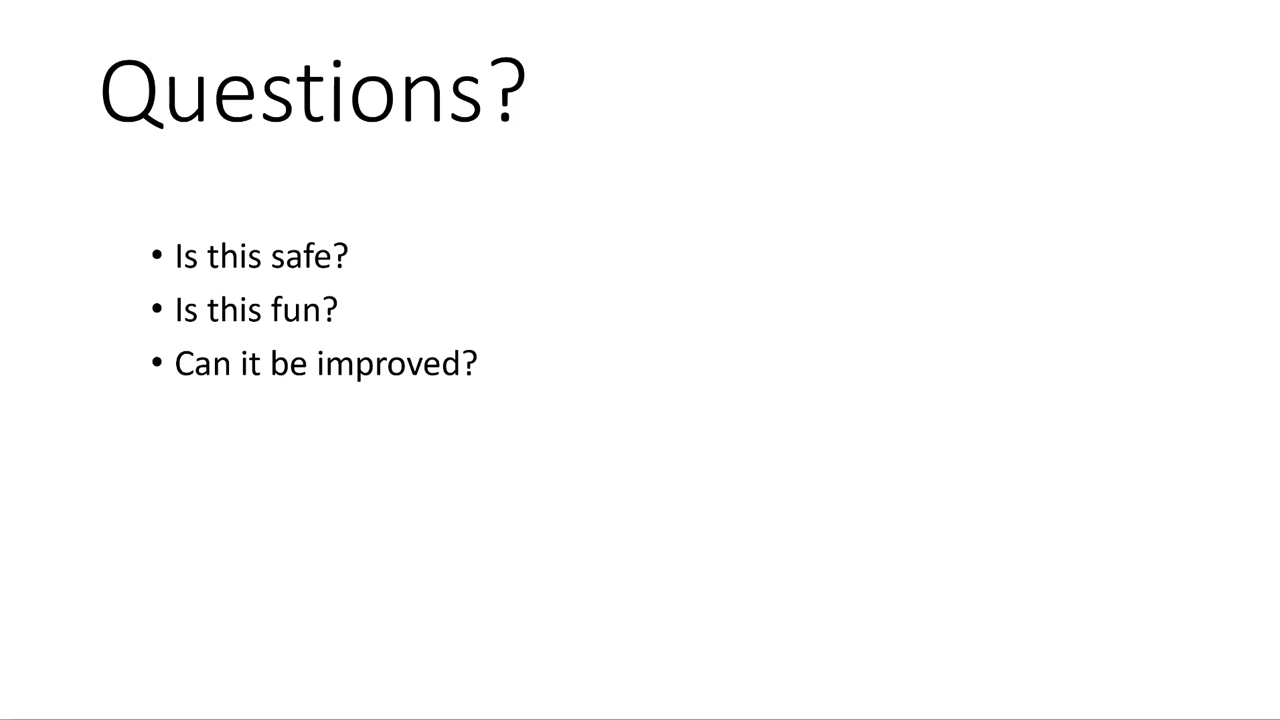 Questions?
• Is this safe?
• Is this fun?
• Can it be improved?